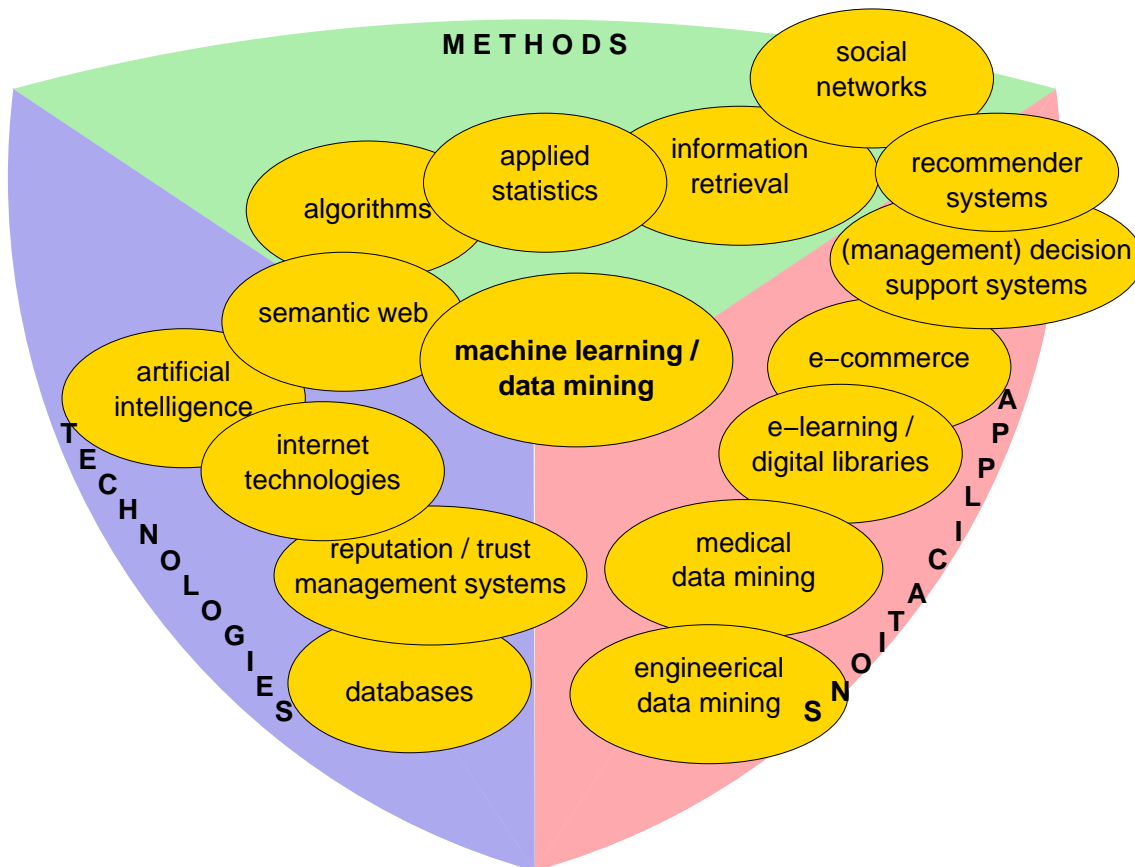 METHODS
social
networks
applied
statistics
information
retrieval
recommender
systems
algorithms
(management) decision
support systems
semantic web
machine learning /
data mining
e−commerce
artificial
intelligence
internet
technologies
e−learning /
digital libraries
TECHNOLOGIES
APPLICATIONS
reputation / trust
management systems
medical
data mining
databases
engineerical
data mining